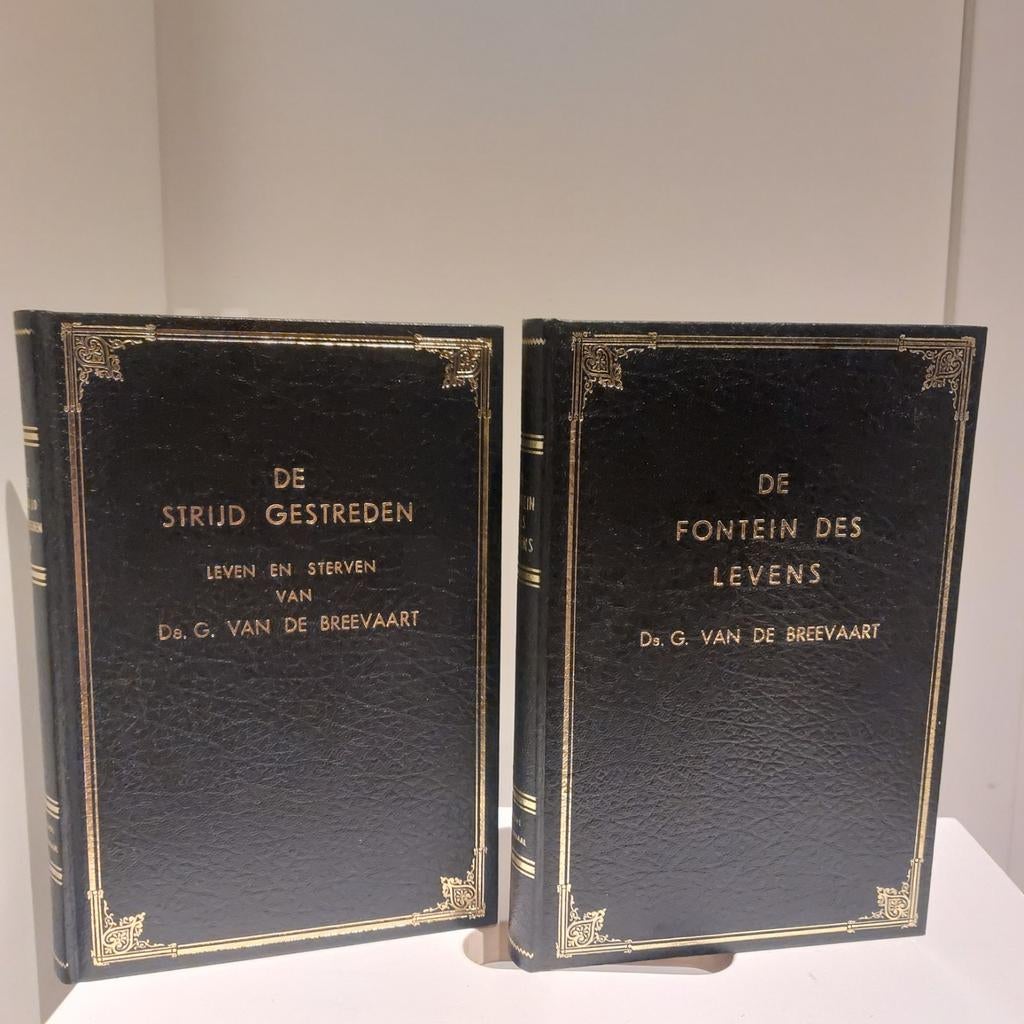 DE
STRIJD GESTREDEN
LEVEN EN STERVEN
VAN
Ds. G. VAN DE BREEVAART
DE
FONTEIN DES
LEVENS
Ds. G. VAN DE BREEVAART